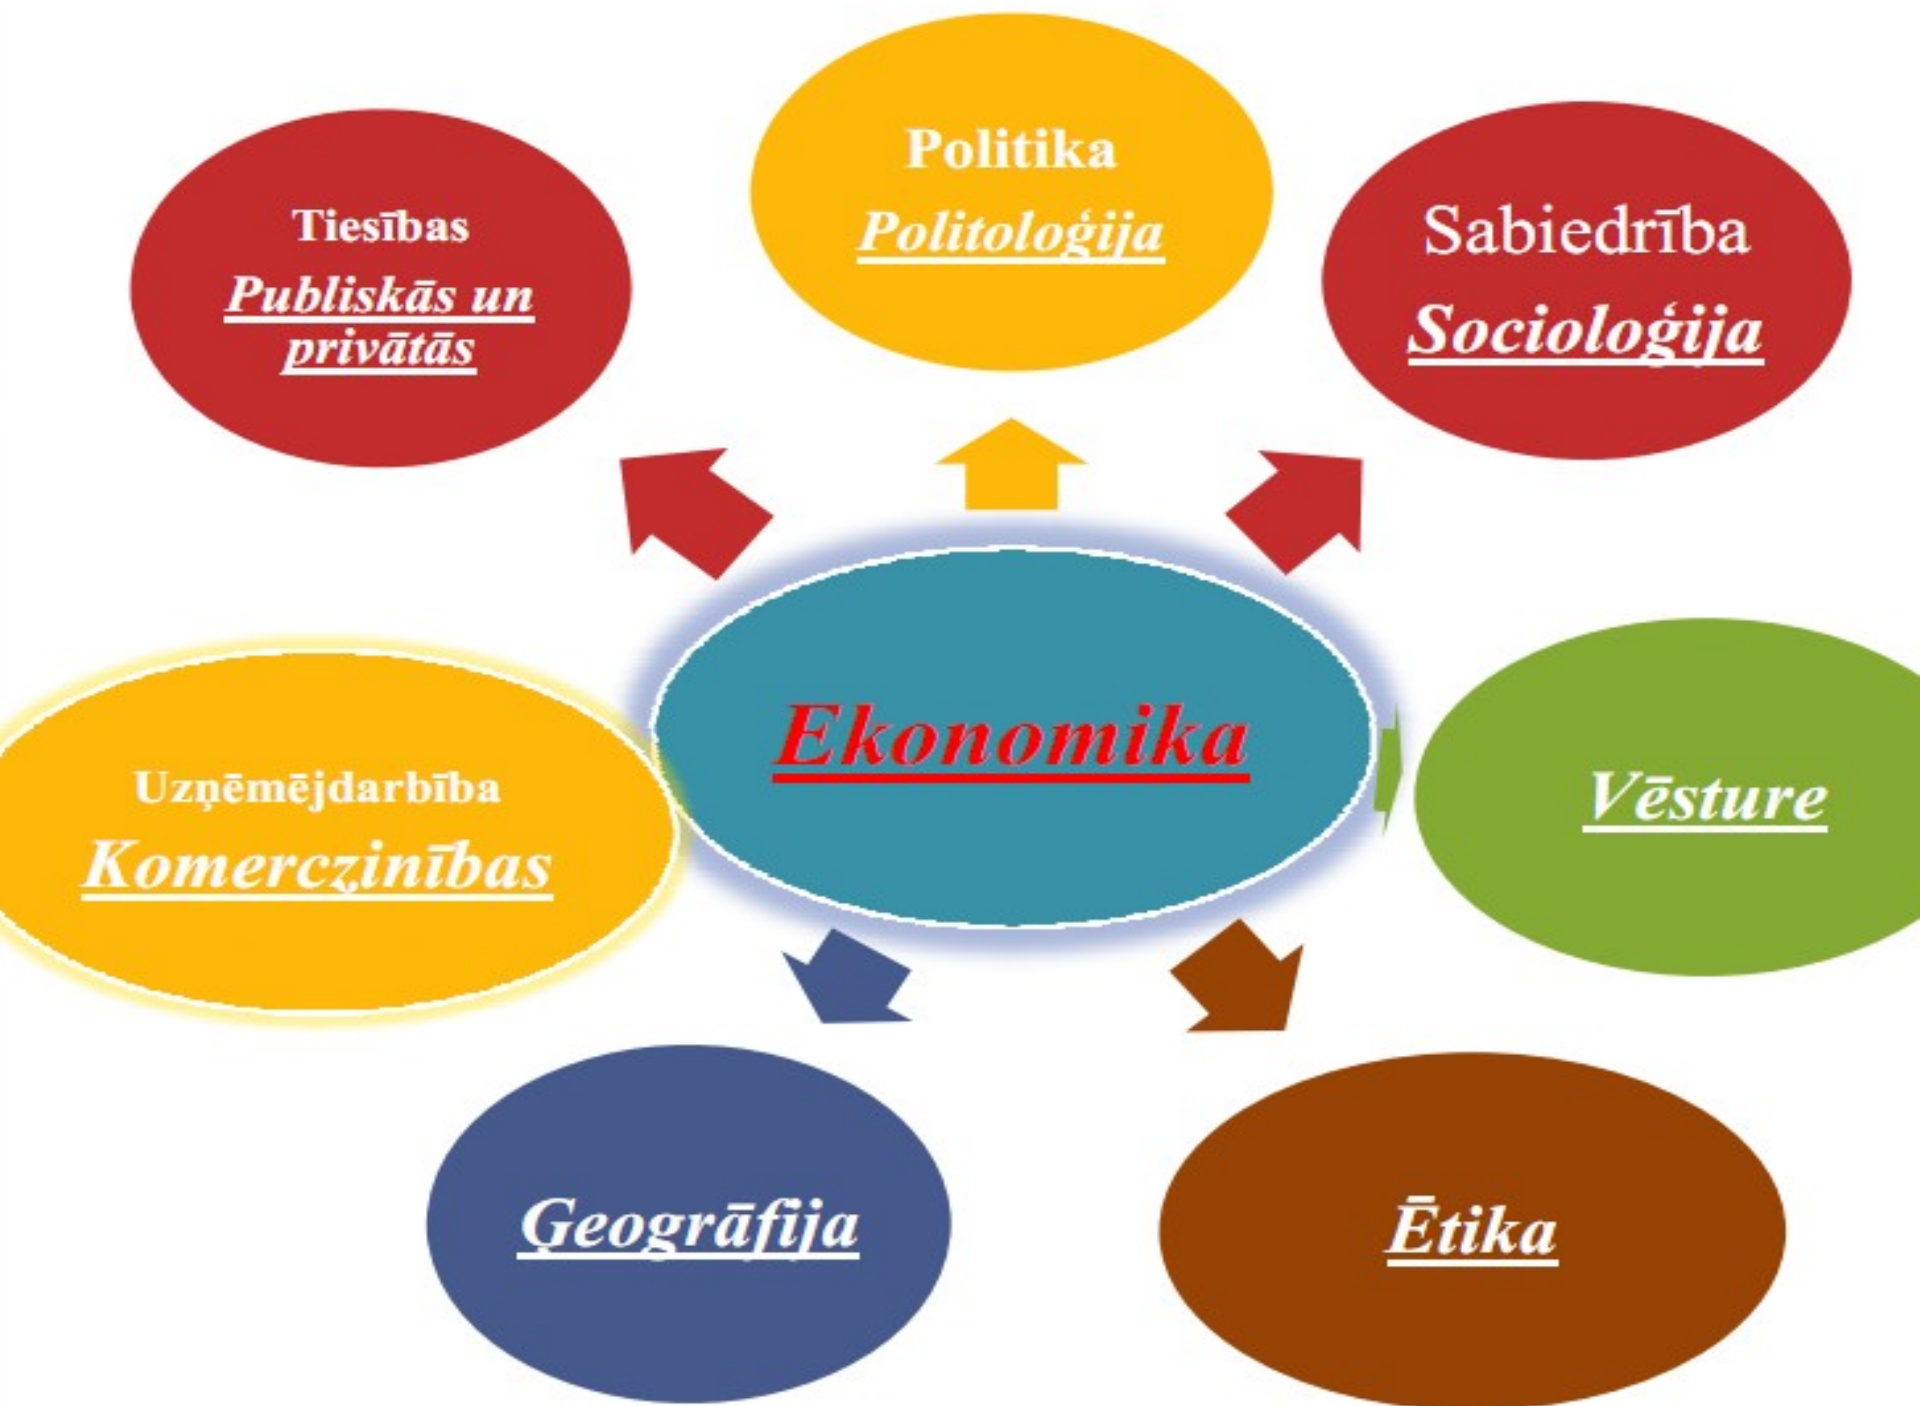 Politika
Politoloģija
Tiesības
Publiskās un
privātās
Sabiedrība
Socioloģija
Ekonomika
Uzņēmējdarbība
Komerczinības
Vēsture
Ģeogrāfija
Ētika